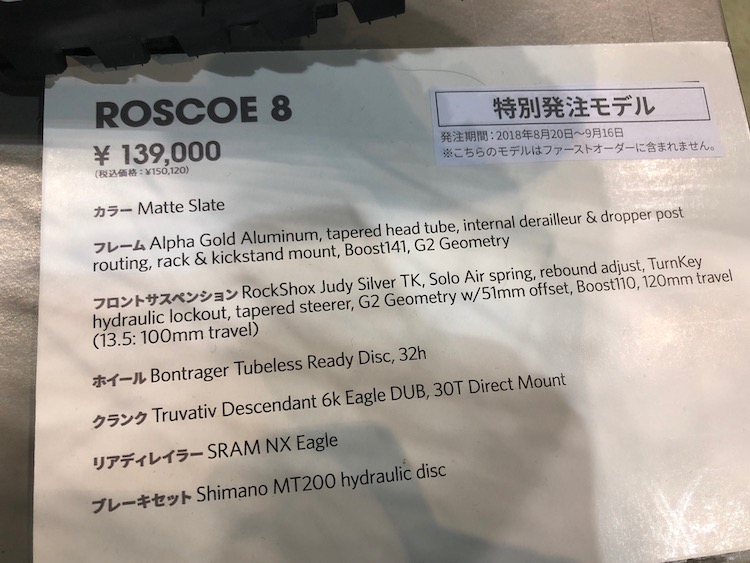 ROSCOE 8
¥ 139,000
(税込価格:¥150,120)
特別発注モデル
発注期間:2018年8月20日〜9月16日
※こちらのモデルはファーストオーダーに含まれません。
カラー Matte Slate
フレーム Alpha Gold Aluminum, tapered head tube, internal derailleur & dropper post
routing, rack & kickstand mount, Boost141, G2 Geometry
フロントサスペンション RockShox Judy Silver TK, Solo Air spring, rebound adjust, TurnKey
hydraulic lockout, tapered steerer, G2 Geometry w/51mm offset, Boost110, 120mm travel
(13.5: 100mm travel)
ホイール Bontrager Tubeless Ready Disc, 32h
クランク Truvativ Descendant 6k Eagle DUB, 30T Direct Mount
リアディレイラー SRAM NX Eagle
ブレーキセット Shimano MT200 hydraulic disc